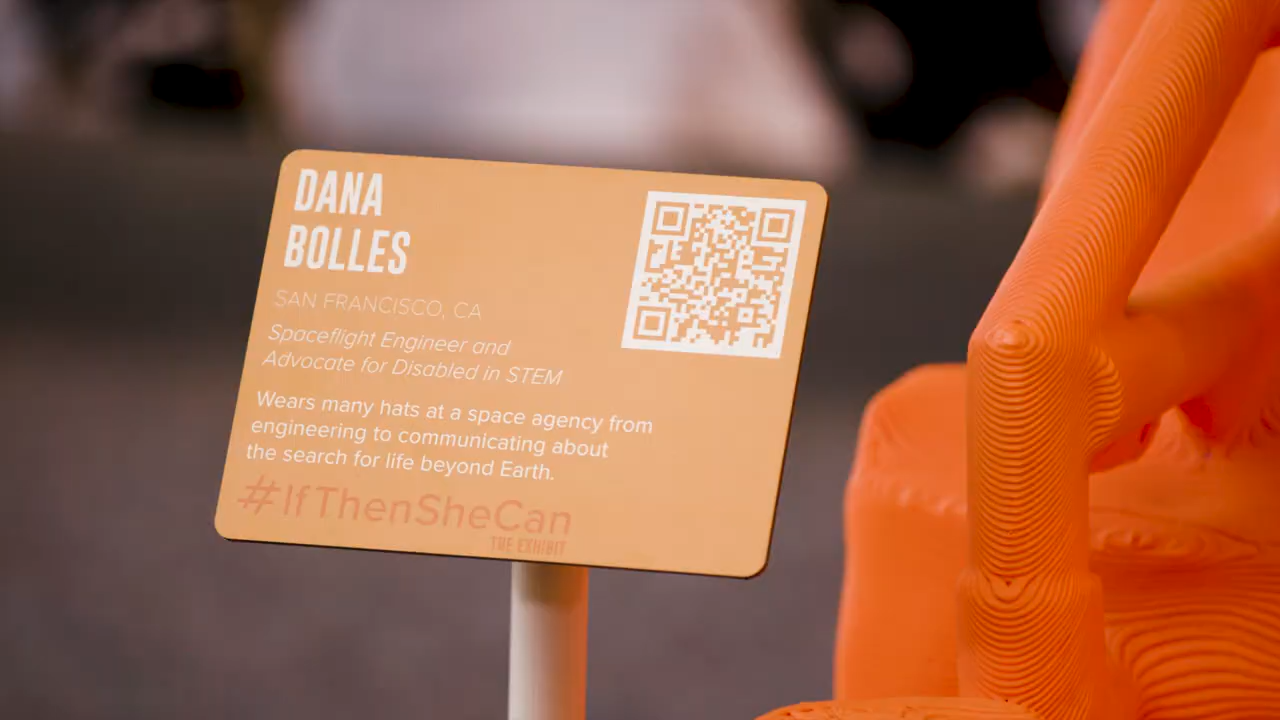 DANA
BOLLES
SAN FRANCISCO, CA
Spaceflight Engineer and
Advocate for Disabled in STEM
Wears many hats at a space agency from
engineering to communicating about
the search for life beyond Earth.
#IfThenSheCan
THE EXHIBIT